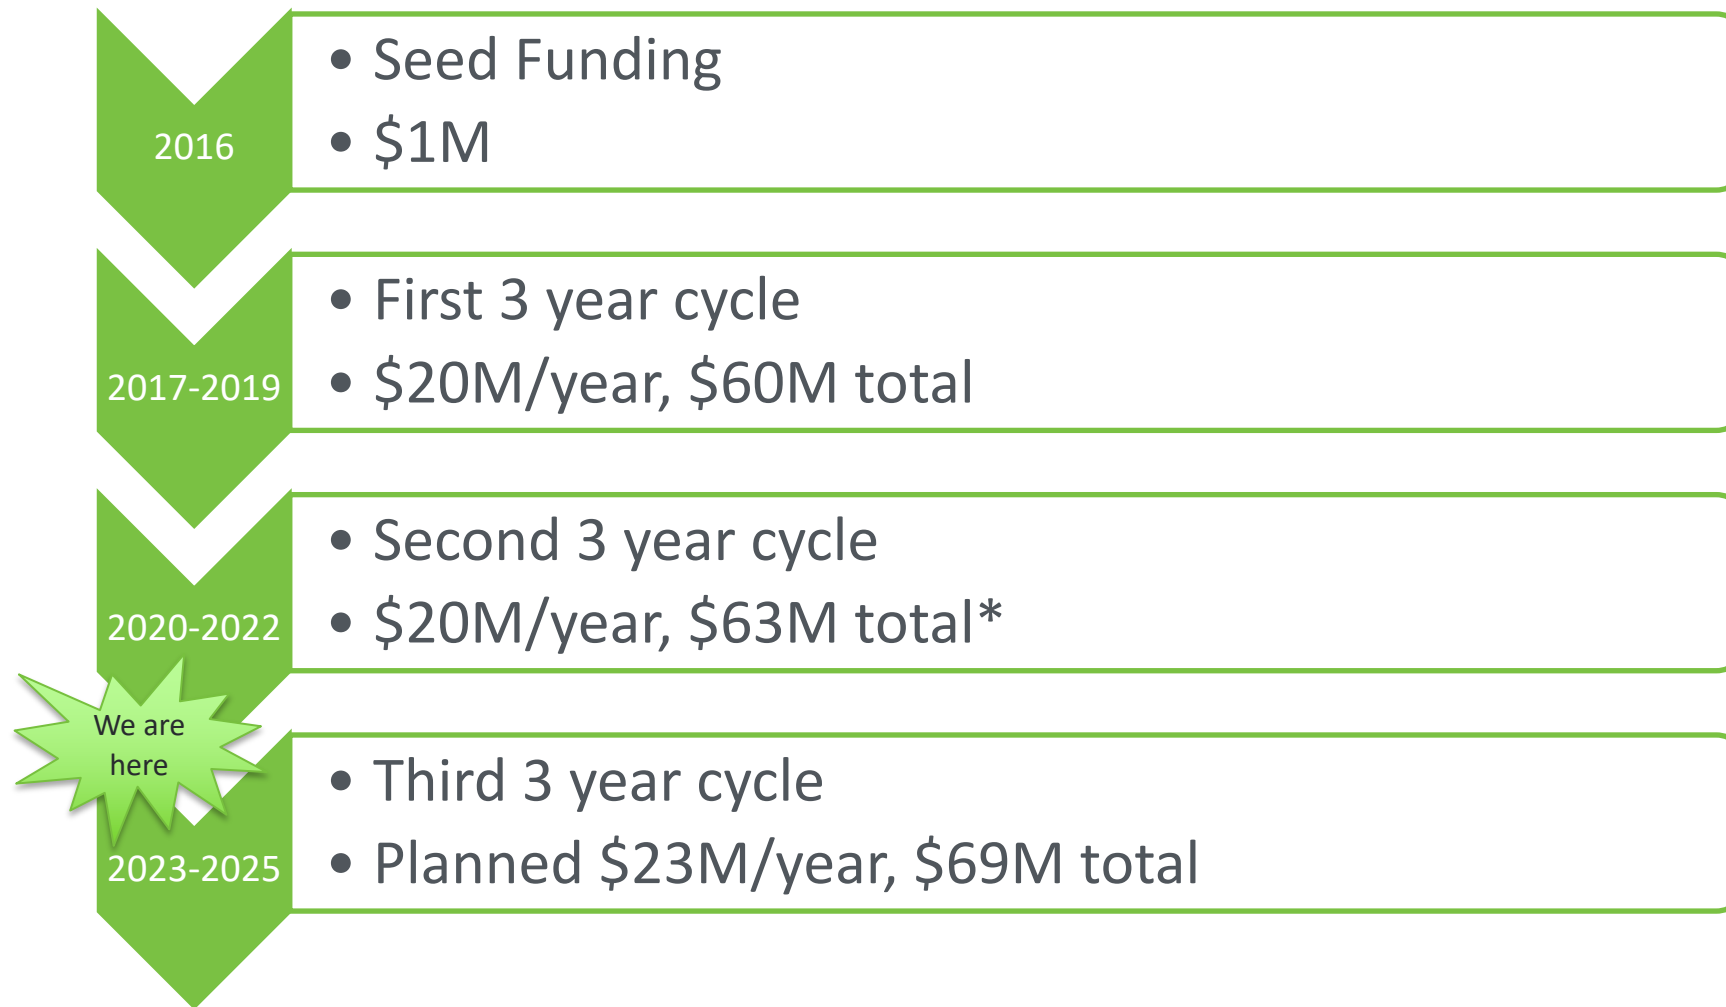 2016
• Seed Funding
• $1M
2017-2019
• First 3 year cycle
• $20M/year, $60M total
2020-2022
• Second 3 year cycle
• $20M/year, $63M total*
We are
here
2023-2025
• Third 3 year cycle
• Planned $23M/year, $69M total